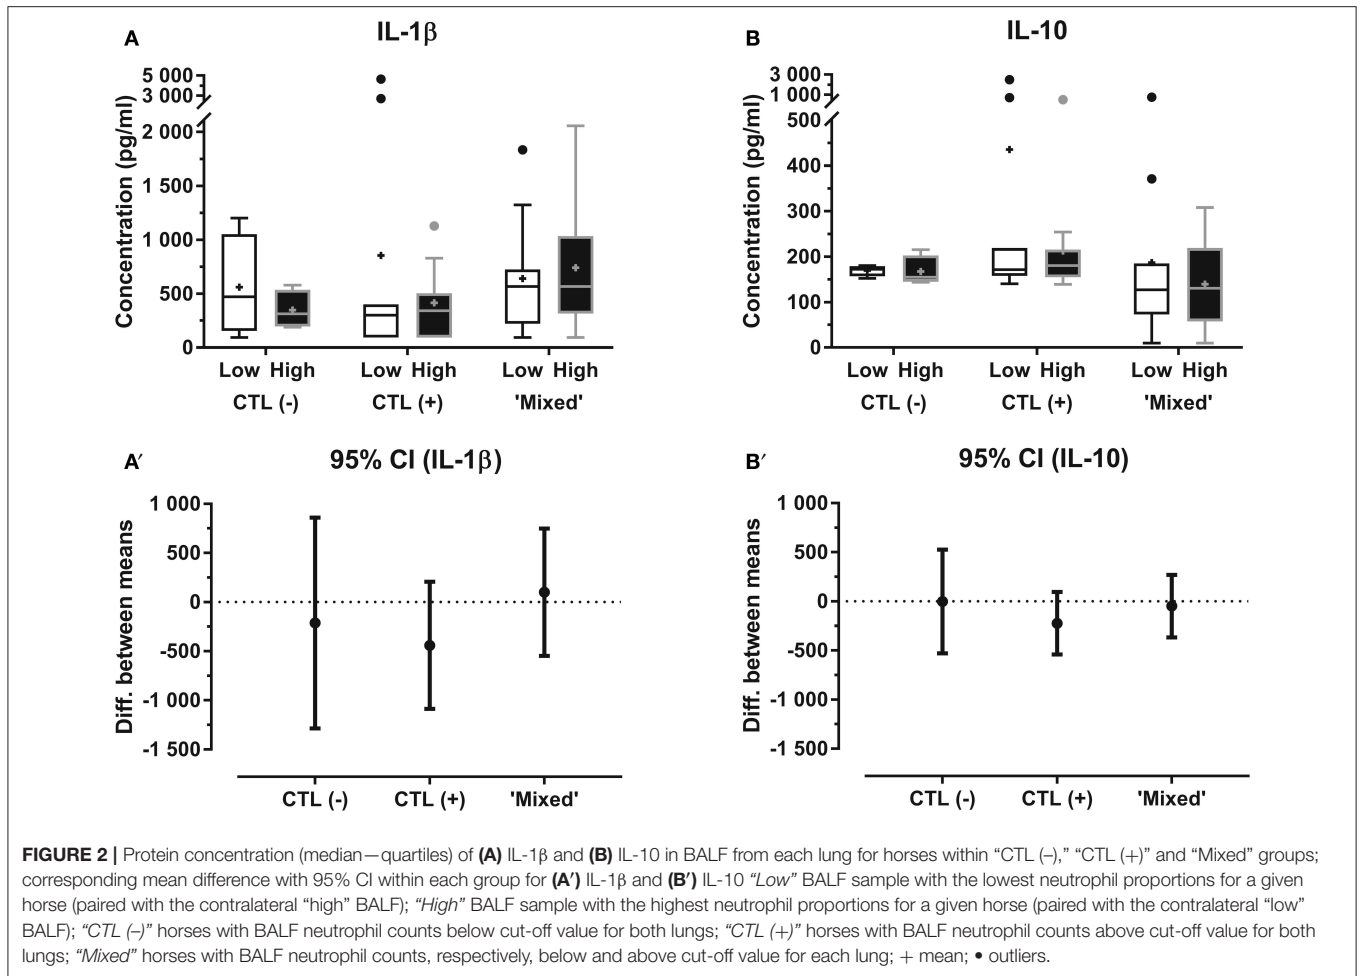 A
IL-1β
5 000
3 000
2 000
1 500
1 000
500
0
Concentration (pg/ml)
Low High Low High Low High
CTL (-) CTL (+) 'Mixed'
B
IL-10
3 000
1 000
500
400
300
200
100
0
Concentration (pg/ml)
Low High Low High Low High
CTL (-) CTL (+) 'Mixed'
A′
95% CI (IL-1β)
1 000
500
0
-500
-1 000
-1 500
Diff. between means
CTL (-) CTL (+) 'Mixed'
B′
95% CI (IL-10)
1 000
500
0
-500
-1 000
-1 500
Diff. between means
CTL (-) CTL (+) 'Mixed'
FIGURE 2 | Protein concentration (median—quartiles) of (A) IL-1β and (B) IL-10 in BALF from each lung for horses within “CTL (–),” “CTL (+)” and “Mixed” groups;
corresponding mean difference with 95% CI within each group for (A′) IL-1β and (B′) IL-10 “Low” BALF sample with the lowest neutrophil proportions for a given
horse (paired with the contralateral “high” BALF); “High” BALF sample with the highest neutrophil proportions for a given horse (paired with the contralateral “low”
BALF); “CTL (–)” horses with BALF neutrophil counts below cut-off value for both lungs; “CTL (+)” horses with BALF neutrophil counts above cut-off value for both
lungs; “Mixed” horses with BALF neutrophil counts, respectively, below and above cut-off value for each lung; + mean; • outliers.